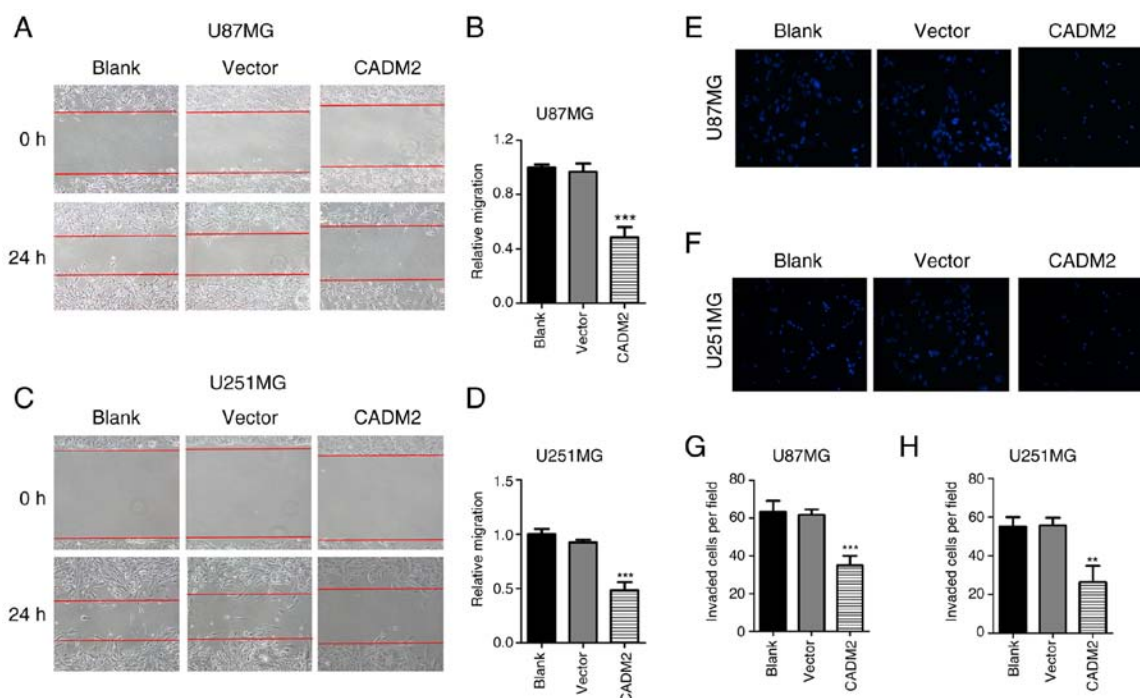 A
U87MG
Blank Vector CADM2
0 h
24 h
B
U87MG
Relative migration
1.2
0.8
0.4
0.0
***
Blank
Vector
CADM2
C
U251MG
Blank Vector CADM2
0 h
24 h
D
U251MG
Relative migration
1.5
1.0
0.5
0.0
***
Blank
Vector
CADM2
E
Blank Vector CADM2
U87MG
F
Blank Vector CADM2
U251MG
G
U87MG
Invaded cells per field
80
60
40
20
0
***
Blank
Vector
CADM2
H
U251MG
Invaded cells per field
80
60
40
20
0
**
Blank
Vector
CADM2